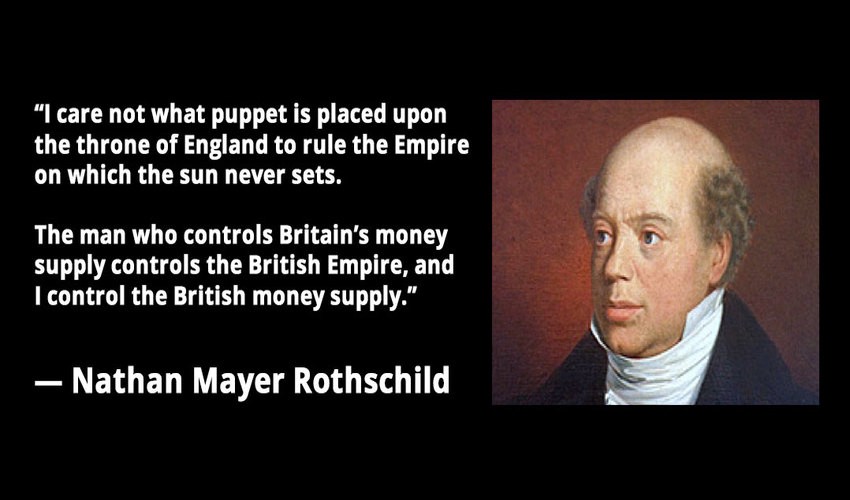 “I care not what puppet is placed upon
the throne of England to rule the Empire
on which the sun never sets.
The man who controls Britain’s money
supply controls the British Empire, and
I control the British money supply.”
— Nathan Mayer Rothschild